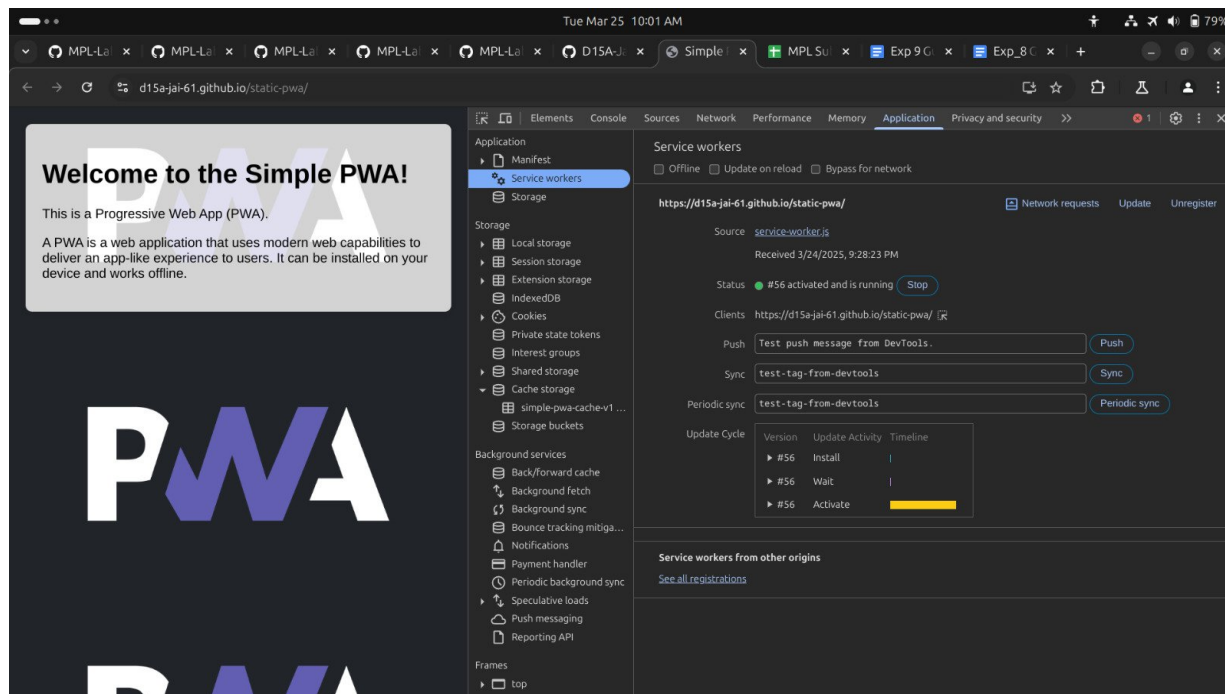 Tue Mar 25 10:01 AM
79%
MPL-La
MPL-La
MPL-La
MPL-La
MPL-La
D15A-Ja
Simple
MPL Su
Exp 9 G
Exp_8 G
d15a-jai-61.github.io/static-pwa/
Welcome to the Simple PWA!
This is a Progressive Web App (PWA).
A PWA is a web application that uses modern web capabilities to
deliver an app-like experience to users. It can be installed on your
device and works offline.
PWA
PWA
Elements Console Sources Network Performance Memory Application Privacy and security 1
Application
Manifest
Service workers
Storage
Storage
Local storage
Session storage
Extension storage
IndexedDB
Cookies
Private state tokens
Interest groups
Shared storage
Cache storage
simple-pwa-cache-v1 ...
Storage buckets
Background services
Back/forward cache
Background fetch
Background sync
Bounce tracking mitiga...
Notifications
Payment handler
Periodic background sync
Speculative loads
Push messaging
Reporting API
Frames
top
Service workers
Offline Update on reload Bypass for network
https://d15a-jai-61.github.io/static-pwa/ Network requests Update Unregister
Source service-worker.js
Received 3/24/2025, 9:28:23 PM
Status #56 activated and is running Stop
Clients https://d15a-jai-61.github.io/static-pwa/
Push Test push message from DevTools. Push
Sync test-tag-from-devtools Sync
Periodic sync test-tag-from-devtools Periodic sync
Update Cycle Version Update Activity Timeline
#56 Install
#56 Wait
#56 Activate
Service workers from other origins
See all registrations